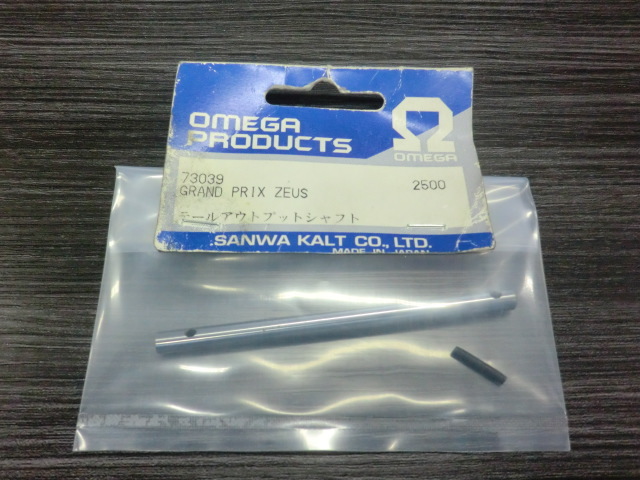 OMEGA
PRODUCTS
Ω
OMEGA
73039
GRAND PRIX ZEUS 2500
テールアウトプットシャフト
SANWA KALT CO., LTD.
MADE IN JAPAN